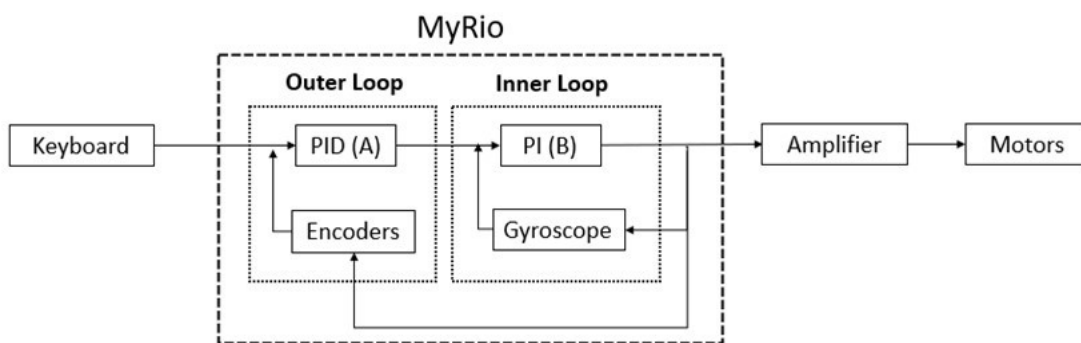 MyRio
Outer Loop
Inner Loop
Keyboard
PID (A)
PI (B)
Amplifier
Motors
Encoders
Gyroscope